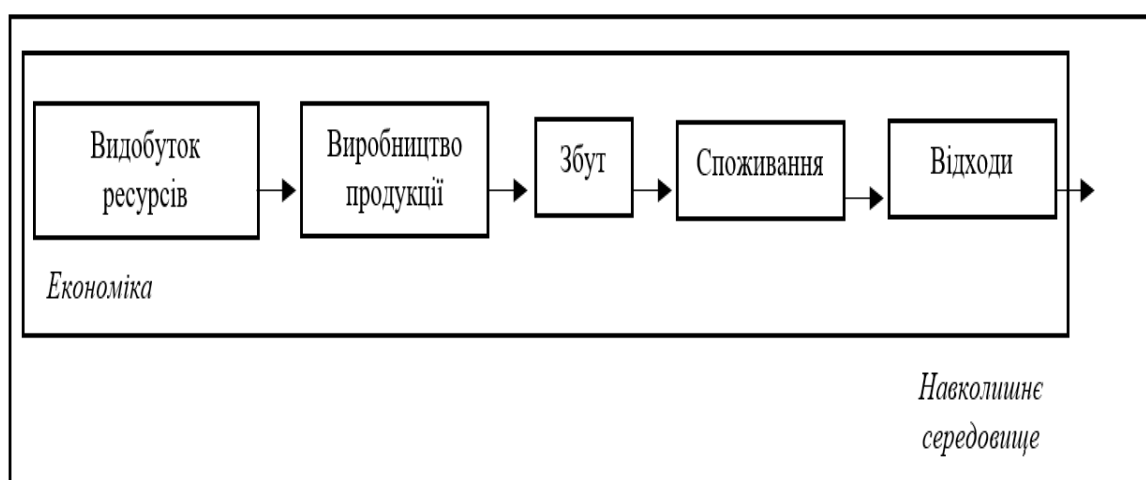 Видобуток
ресурсів
Виробництво
продукції
Збут
Споживання
Відходи
Економіка
Навколишнє
середовище